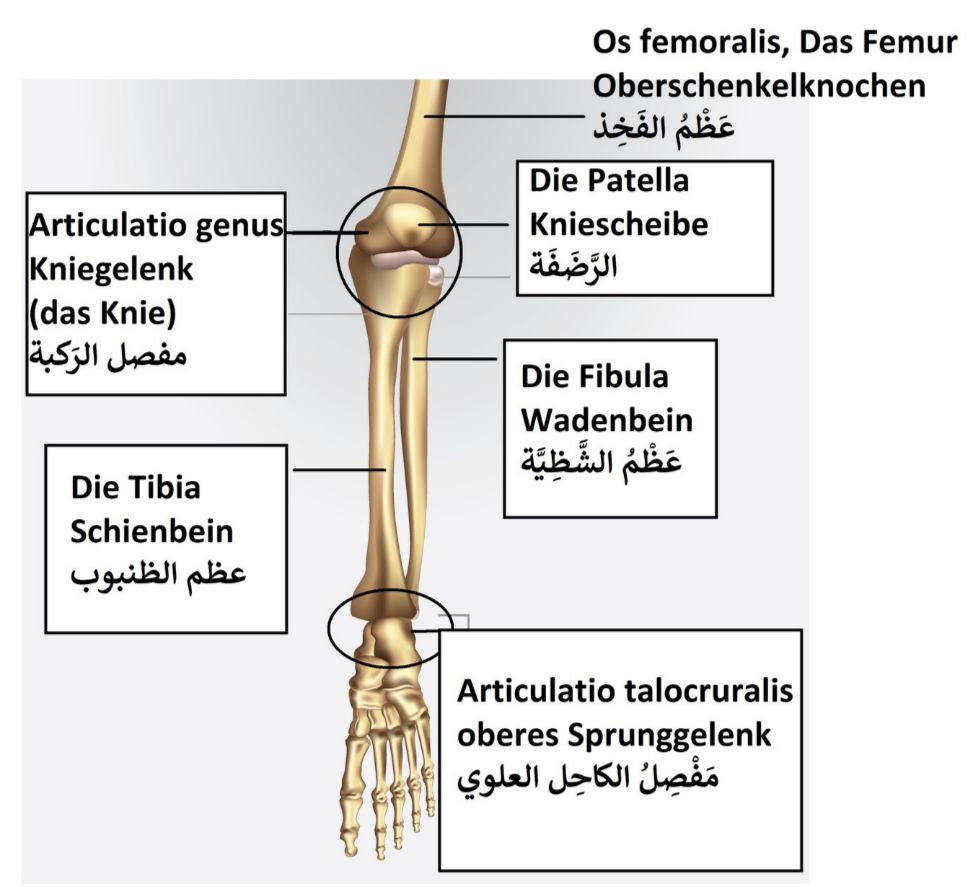 Os femoralis, Das Femur
Oberschenkelknochen
عَظْمُ الفَخِذ
Die Patella
Kniescheibe
الرَّضَفَة
Articulatio genus
Kniegelenk
(das Knie)
مفصل الرَكبة
Die Fibula
Wadenbein
عَظْمُ الشَّظِيَّة
Die Tibia
Schienbein
عظم الظنبوب
Articulatio talocruralis
oberes Sprunggelenk
مَفْصِلُ الكاحِل العلوي